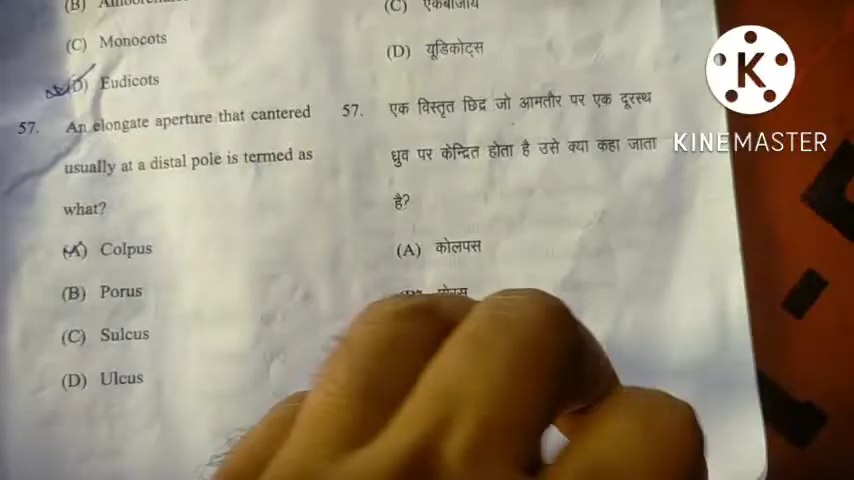 (C) Monocots
(D) Eudicots
57. An elongate aperture that cantered
usually at a distal pole is termed as
what?
(A) Colpus
(B) Porus
(C) Sulcus
(D) Ulcus
(C) एकबीजीय
(D) यूडिकोट्स
57. एक विस्तृत छिद्र जो आमतौर पर एक दूरस्थ
ध्रुव पर केन्द्रित होता है उसे क्या कहा जाता
है?
(A) कोलपस
K
KINEMASTER